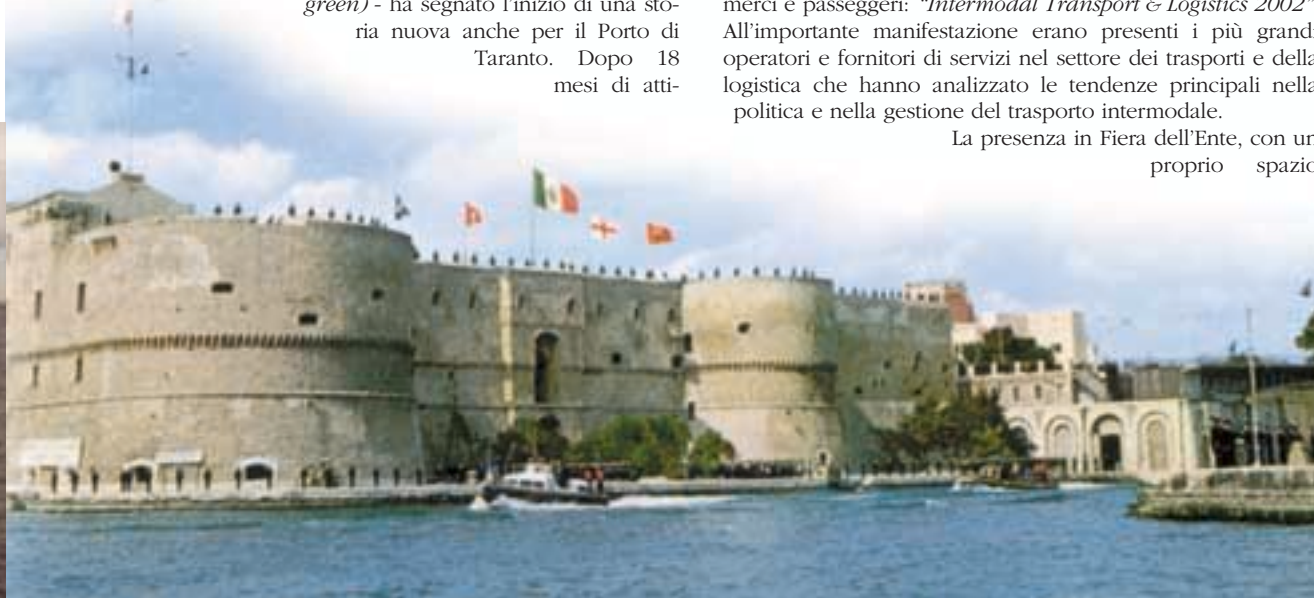 green) - ha segnato l'inizio di una sto-
ria nuova anche per il Porto di
Taranto. Dopo 18
mesi di atti-
merci e passeggeri: "Intermodal Transport & Logistics 2002"
All'importante manifestazione erano presenti i più grandi
operatori e fornitori di servizi nel settore dei trasporti e della
logistica che hanno analizzato le tendenze principali nella
politica e nella gestione del trasporto intermodale.
La presenza in Fiera dell'Ente, con un
proprio spazio